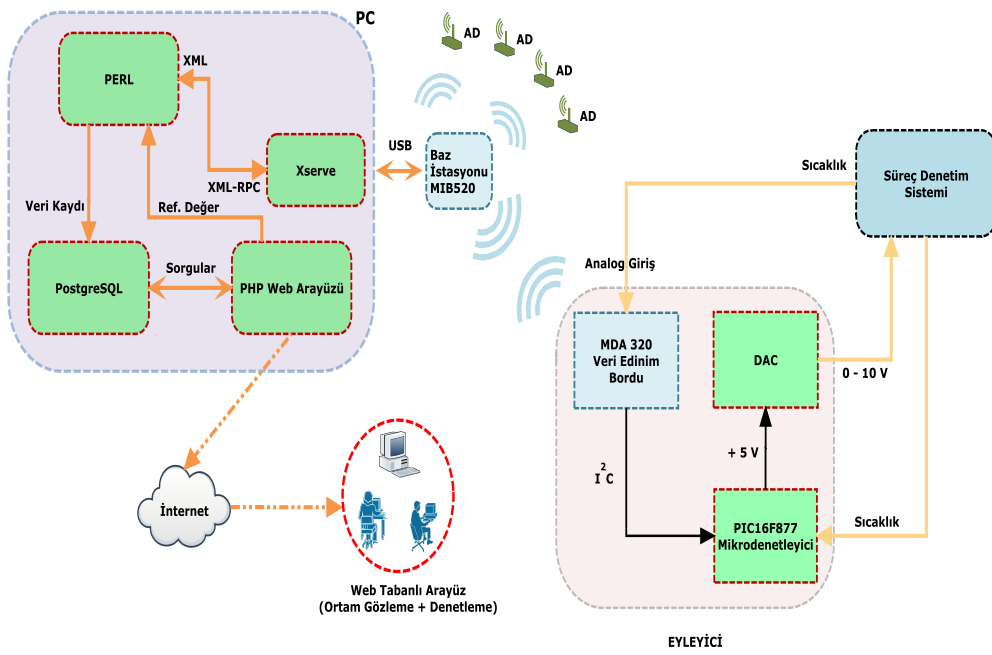 PC
PERL
XML
XML-RPC
Xserve
Veri Kaydı
Ref. Değer
PostgreSQL
Sorgular
PHP Web Arayüzü
USB
Baz
İstasyonu
MIB520
AD
AD
AD
AD
Sıcaklık
Süreç Denetim
Sistemi
Analog Giriş
MDA 320
Veri Edinim
Bordu
DAC
0 - 10 V
+ 5 V
I²C
PIC16F877
Mikrodenetleyici
Sıcaklık
EYLEYİCİ
İnternet
Web Tabanlı Arayüz
(Ortam Gözleme + Denetleme)